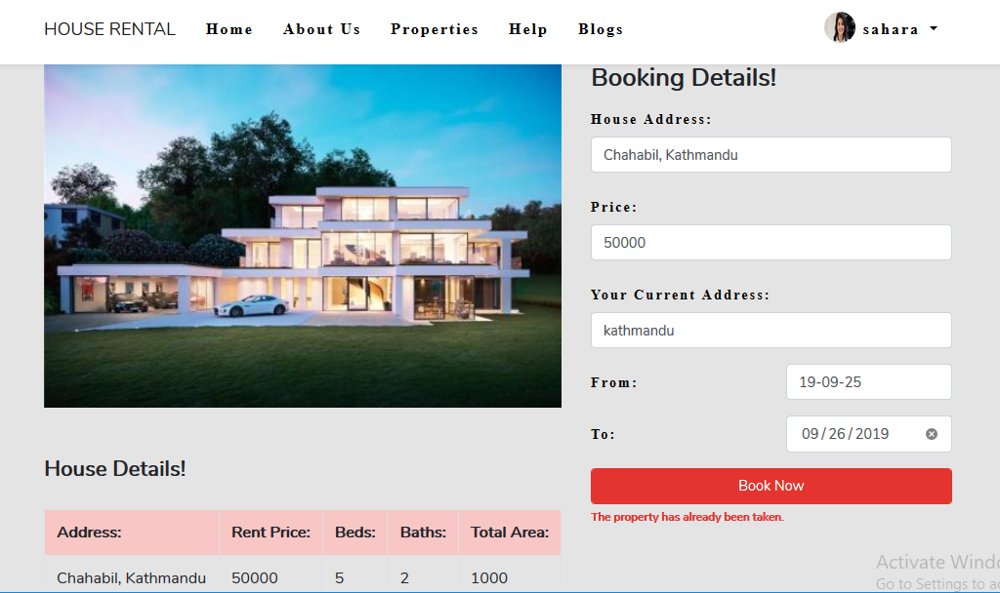 HOUSE RENTAL Home About Us Properties Help Blogs sahara
Booking Details!
House Address:
Chahabil, Kathmandu
Price:
50000
Your Current Address:
kathmandu
From: 19-09-25
To: 09/26/2019
Book Now
The property has already been taken.
House Details!
Address: Rent Price: Beds: Baths: Total Area:
Chahabil, Kathmandu 50000 5 2 1000
Activate Windo
Go to Settings to a